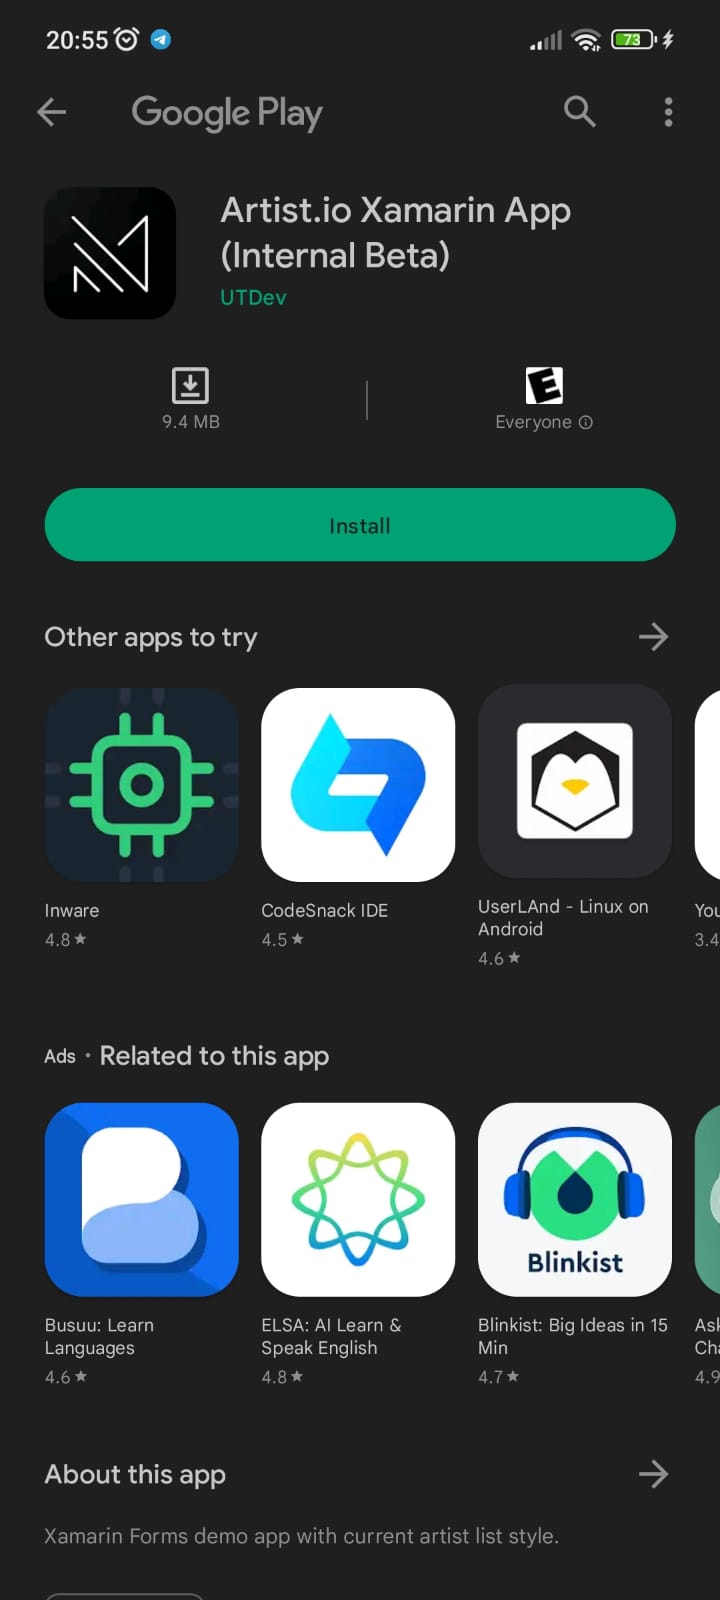 20:55
73
Google Play
Artist.io Xamarin App
(Internal Beta)
UTDev
E
9.4 MB
Everyone
Install
Other apps to try
Inware
4.8★
CodeSnack IDE
4.5★
UserLAnd - Linux on
Android
4.6★
You
3.4
Ads · Related to this app
Blinkist
Busuu: Learn
Languages
4.6★
ELSA: AI Learn &
Speak English
4.8★
Blinkist: Big Ideas in 15
Min
4.7★
Ask
Cha
4.9
About this app
Xamarin Forms demo app with current artist list style.